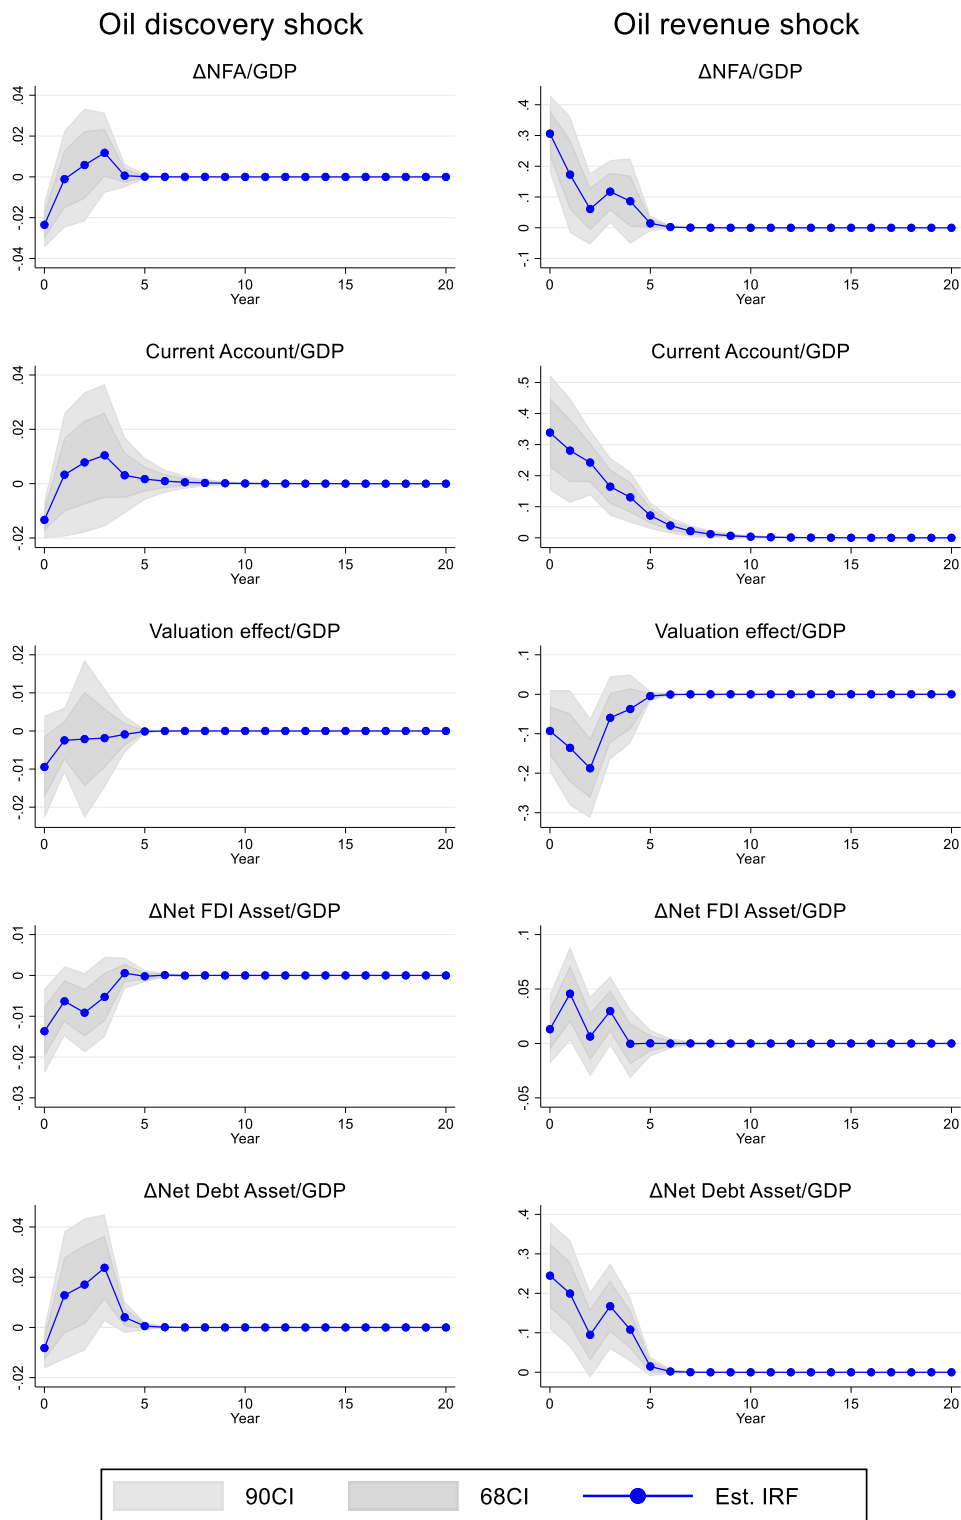 Oil discovery shock
Oil revenue shock
ΔNFA/GDP
.04
.02
0
-.02
-.04
0 5 10 15 20
Year
ΔNFA/GDP
.4
.3
.2
.1
0
-.1
0 5 10 15 20
Year
Current Account/GDP
.04
.02
0
-.02
0 5 10 15 20
Year
Current Account/GDP
.5
.4
.3
.2
.1
0
0 5 10 15 20
Year
Valuation effect/GDP
.02
.01
0
-.01
-.02
0 5 10 15 20
Year
Valuation effect/GDP
.1
0
-.1
-.2
-.3
0 5 10 15 20
Year
ΔNet FDI Asset/GDP
.01
0
-.01
-.02
-.03
0 5 10 15 20
Year
ΔNet FDI Asset/GDP
.1
.05
0
-.05
0 5 10 15 20
Year
ΔNet Debt Asset/GDP
.04
.02
0
-.02
0 5 10 15 20
Year
ΔNet Debt Asset/GDP
.4
.3
.2
.1
0
0 5 10 15 20
Year
90CI 68CI Est. IRF